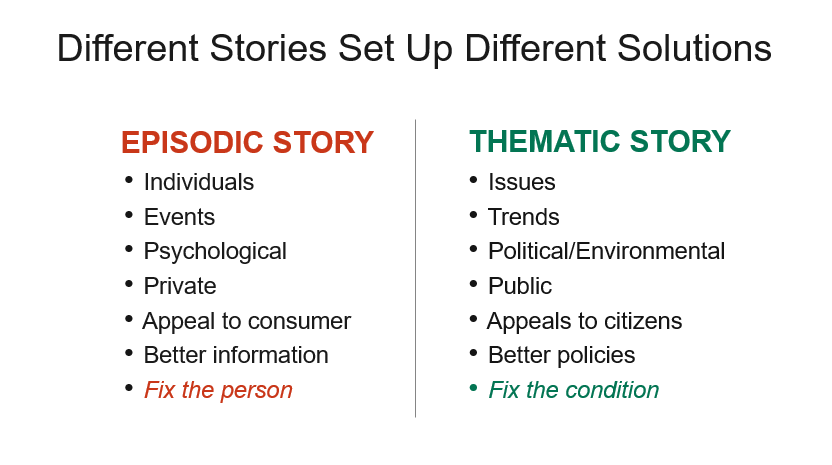 Different Stories Set Up Different Solutions
EPISODIC STORY
• Individuals
• Events
• Psychological
• Private
• Appeal to consumer
• Better information
• Fix the person
THEMATIC STORY
• Issues
• Trends
• Political/Environmental
• Public
• Appeals to citizens
• Better policies
• Fix the condition